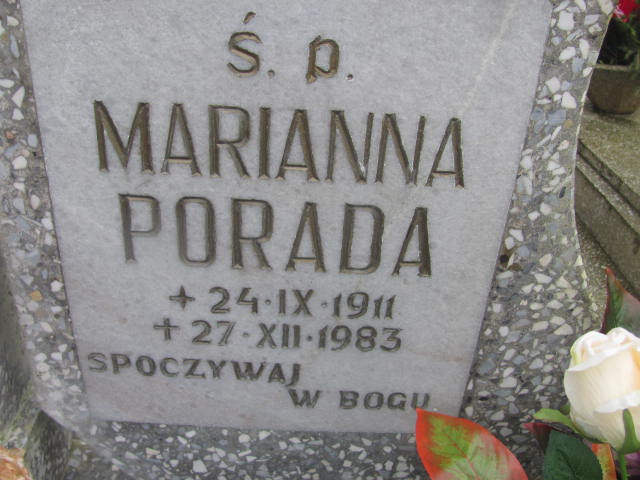 ś. p.
MARIANNA
PORADA
+ 24·IX·1911
+ 27·XII·1983
SPOCZYWAJ
W BOGU